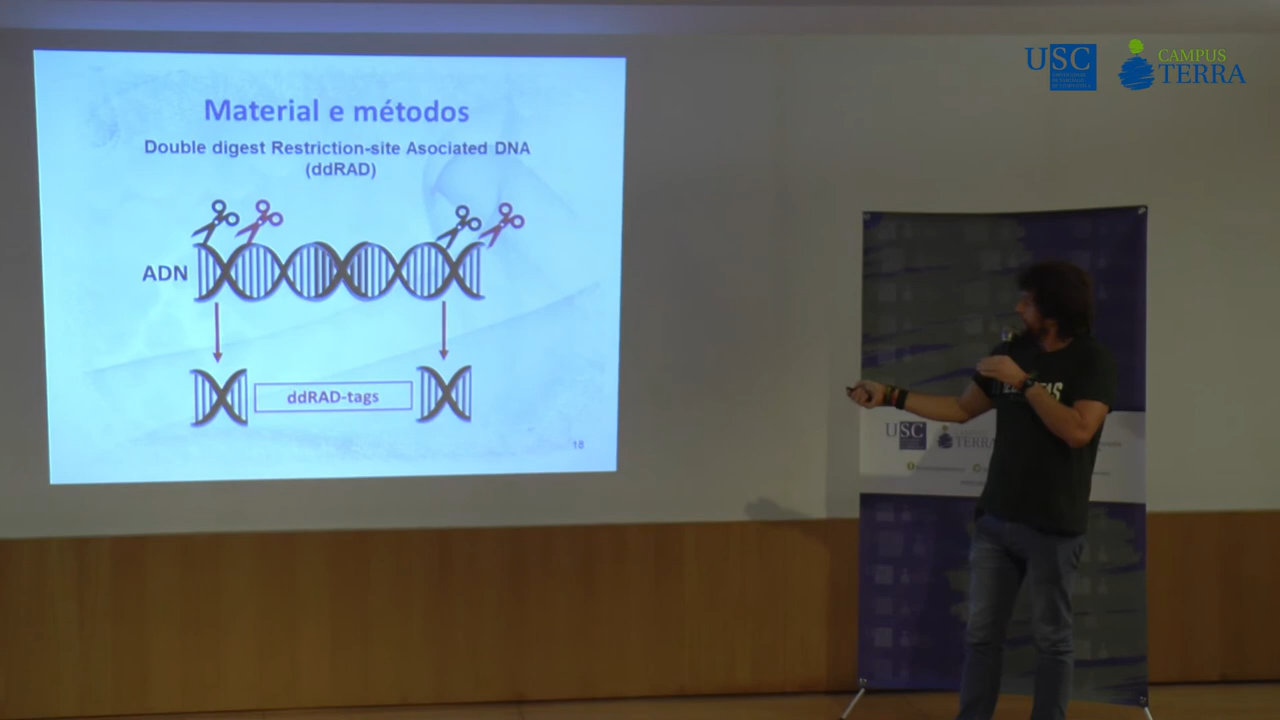 Material e métodos
Double digest Restriction-site Asociated DNA
(ddRAD)
ADN
ddRAD-tags
18
USC
CAMPUS
TERRA
USC
TERRA